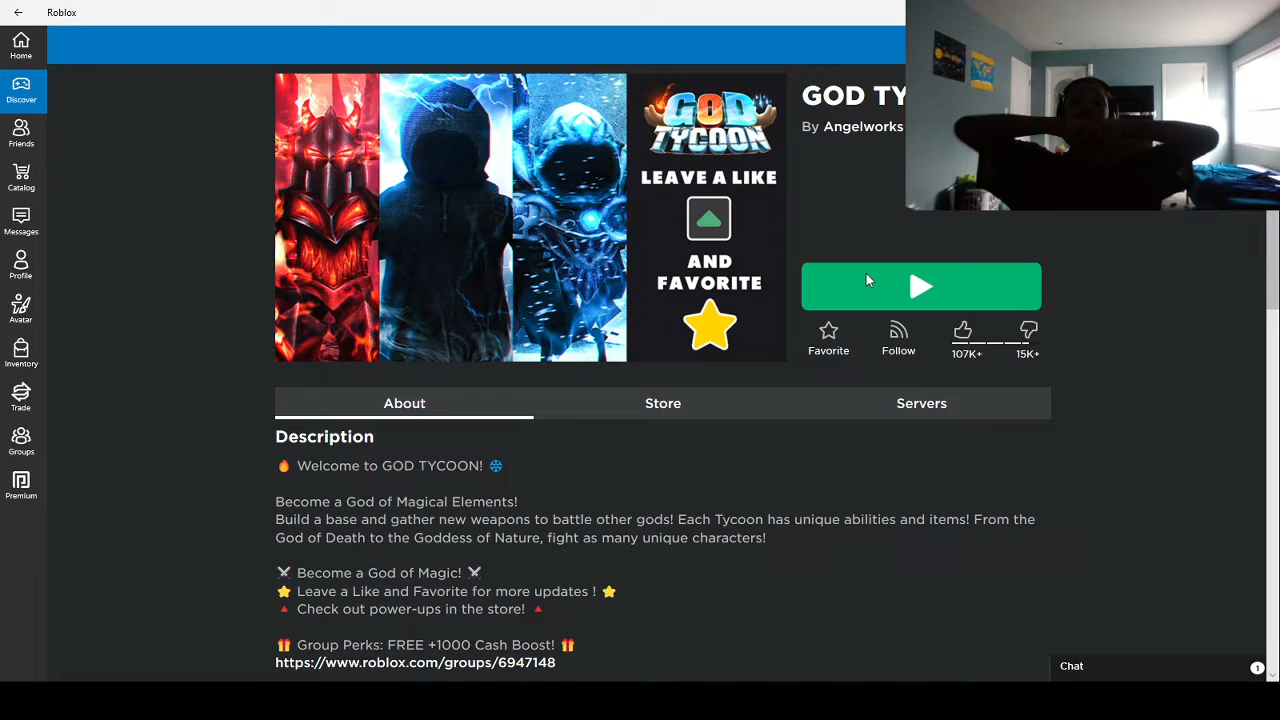 Roblox
Home
Discover
Friends
Catalog
Messages
Profile
Avatar
Inventory
Trade
Groups
Premium
GOD
TYCOON
LEAVE A LIKE
AND
FAVORITE
GOD TY
By Angelworks
Favorite
Follow
107K+
15K+
About
Store
Servers
Description
🔥 Welcome to GOD TYCOON! ❄
Become a God of Magical Elements!
Build a base and gather new weapons to battle other gods! Each Tycoon has unique abilities and items! From the
God of Death to the Goddess of Nature, fight as many unique characters!
⚔ Become a God of Magic! ⚔
⭐ Leave a Like and Favorite for more updates ! ⭐
🔺 Check out power-ups in the store! 🔺
🎁 Group Perks: FREE +1000 Cash Boost! 🎁
https://www.roblox.com/groups/6947148
Chat
1